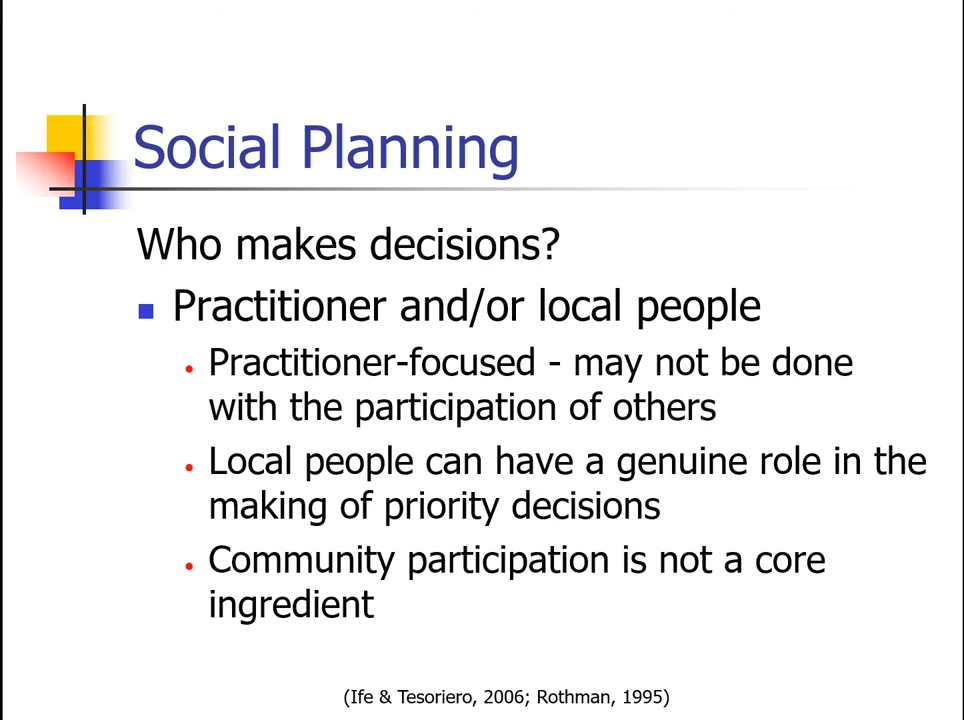 Social Planning
Who makes decisions?
Practitioner and/or local people
Practitioner-focused - may not be done
with the participation of others
Local people can have a genuine role in the
making of priority decisions
Community participation is not a core
ingredient
(Ife & Tesoriero, 2006; Rothman, 1995)